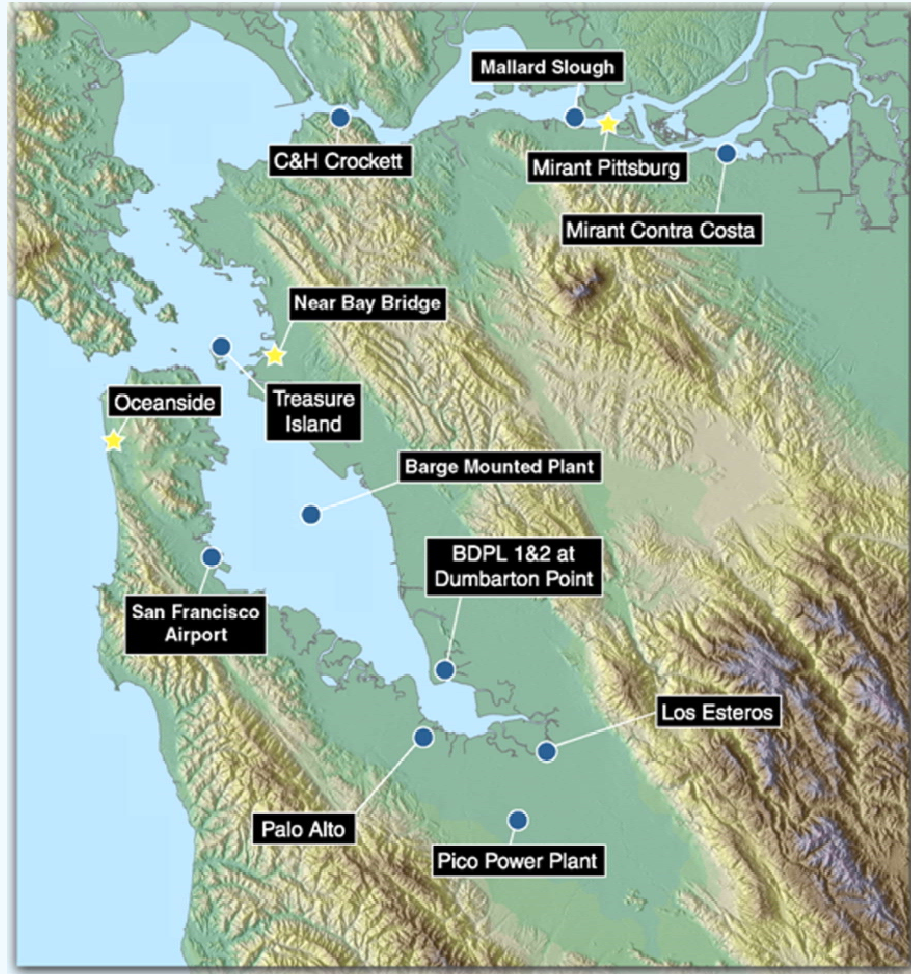 Mallard Slough
C&H Crockett
Mirant Pittsburg
Mirant Contra Costa
Near Bay Bridge
Oceanside
Treasure
Island
Barge Mounted Plant
BDPL 1&2 at
Dumbarton Point
San Francisco
Airport
Los Esteros
Palo Alto
Pico Power Plant